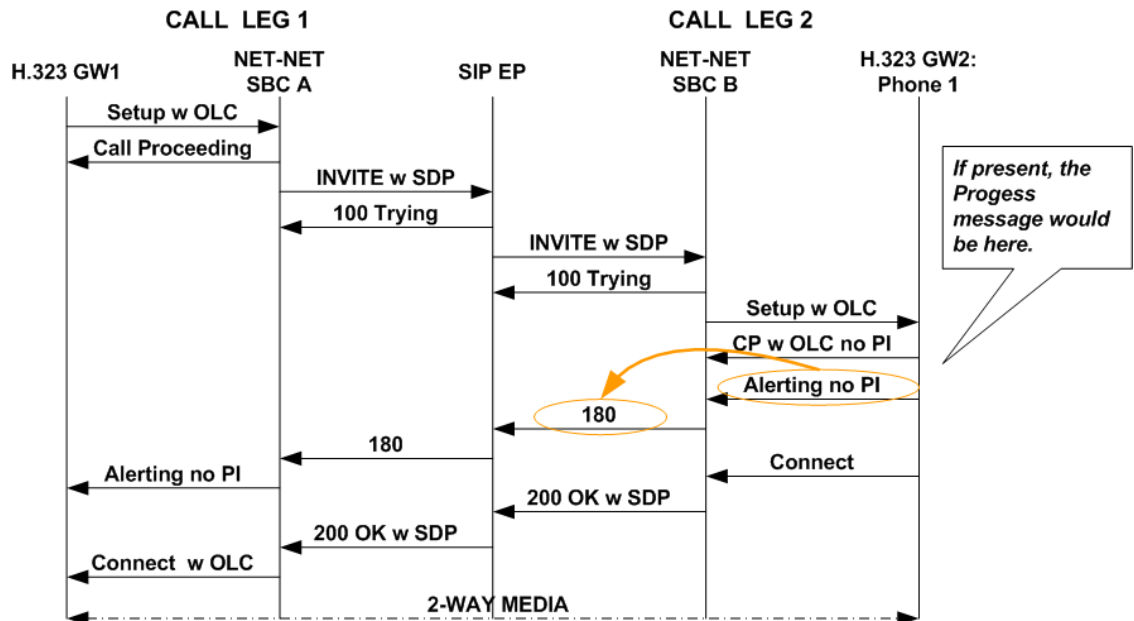 CALL LEG 1
CALL LEG 2
H.323 GW1
NET-NET
SBC A
SIP EP
NET-NET
SBC B
H.323 GW2:
Phone 1
Setup w OLC
Call Proceeding
INVITE w SDP
100 Trying
INVITE w SDP
100 Trying
Setup w OLC
CP w OLC no PI
Alerting no PI
If present, the
Progess
message would
be here.
180
180
Alerting no PI
Connect
200 OK w SDP
200 OK w SDP
Connect w OLC
2-WAY MEDIA